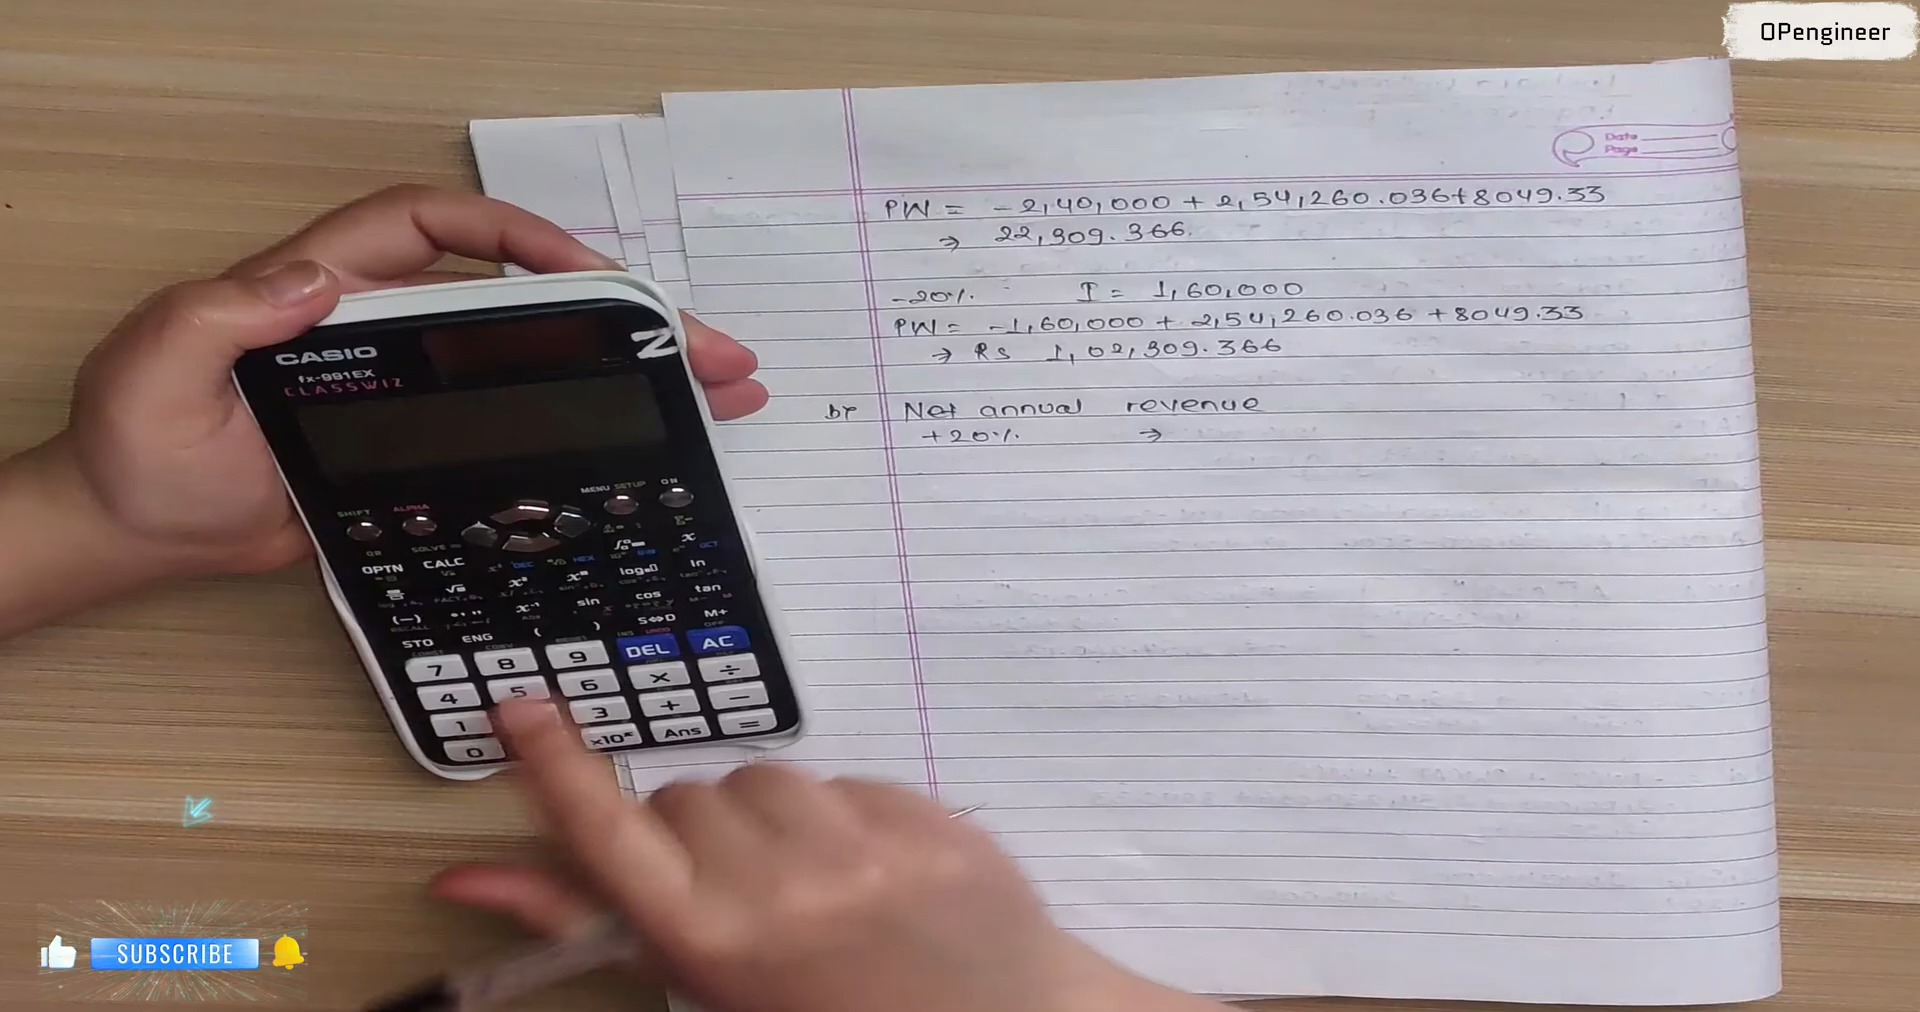 OPengineer
Date
Page
PW = -2,40,000 + 2,54,260.036+8049.33
→ 22,309.366.
-20%. I = 1,60,000
PW = -1,60,000 + 2,54,260.036 + 8049.33
→ Rs 1,02,309.366
b) Net annual revenue
+20%. →
CASIO
fx-991EX
CLASSWIZ
Z
SHIFT ALPHA MENU SETUP ON
OPTN CALC
log ln
(-) sin cos tan
STO ENG ( ) S⇔D M+
7 8 9 DEL AC
4 5 6 × ÷
1 3 + −
0 ×10ˣ Ans =
SUBSCRIBE